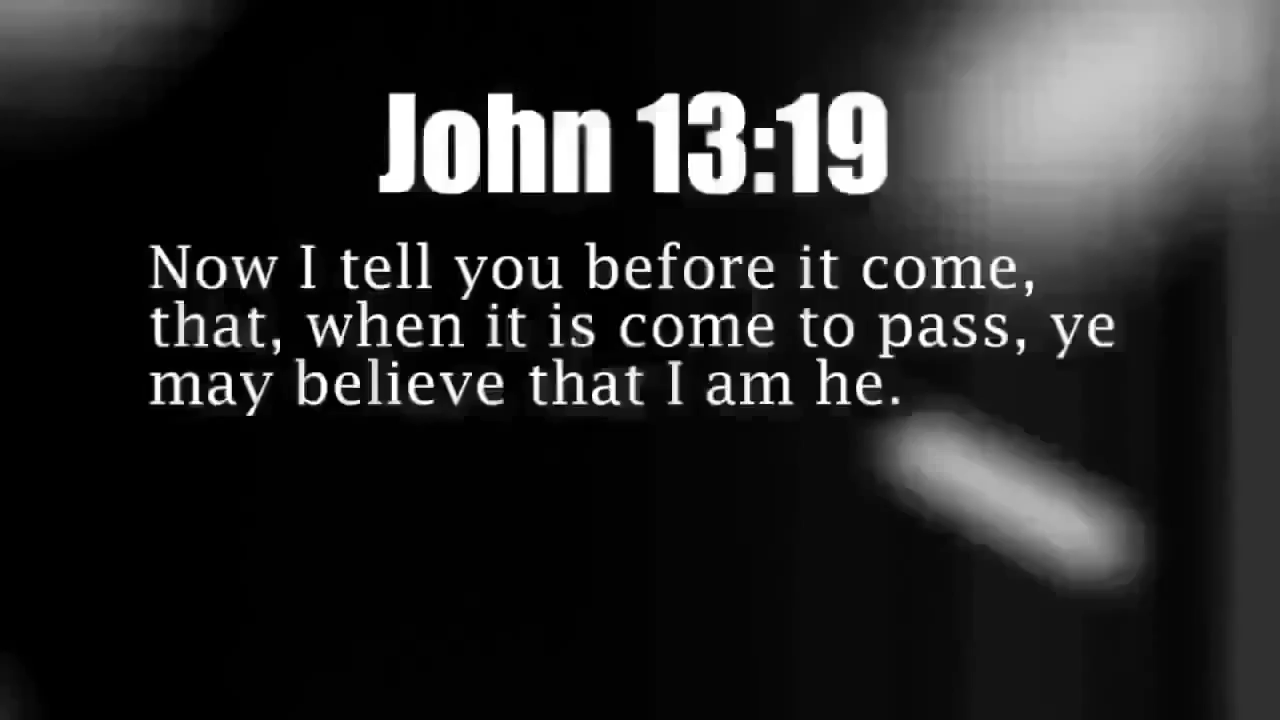 John 13:19
Now I tell you before it come,
that, when it is come to pass, ye
may believe that I am he.